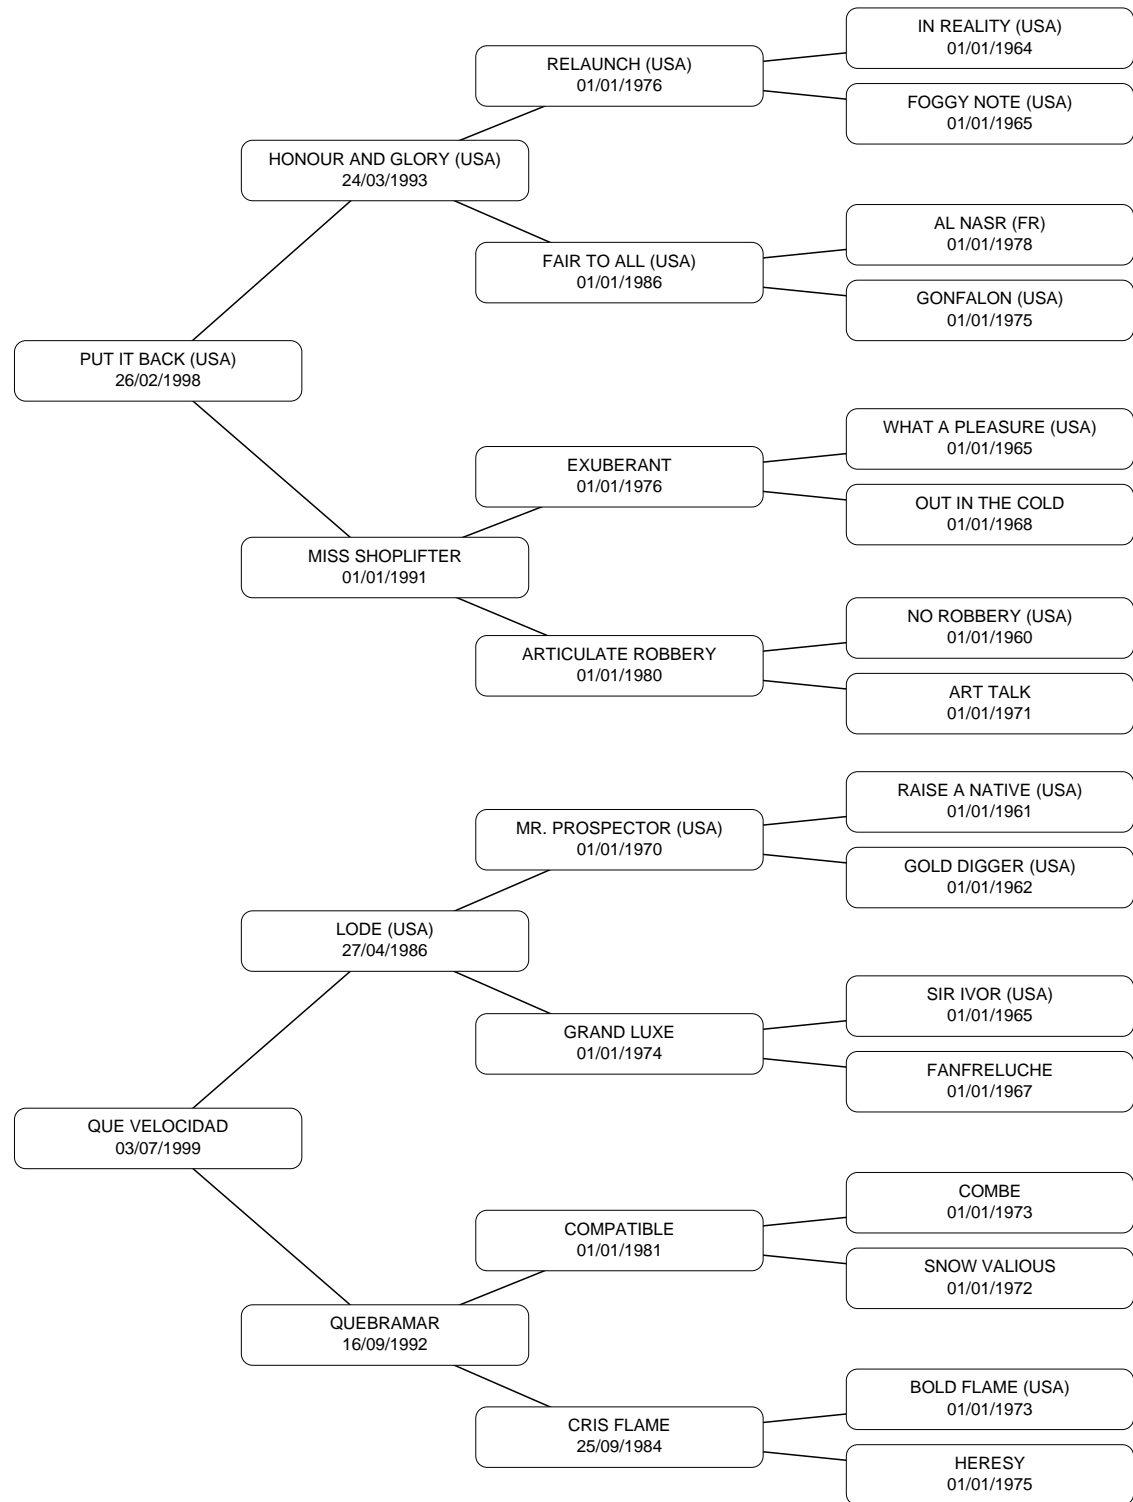 IN REALITY (USA)
01/01/1964
RELAUNCH (USA)
01/01/1976
FOGGY NOTE (USA)
01/01/1965
HONOUR AND GLORY (USA)
24/03/1993
AL NASR (FR)
01/01/1978
FAIR TO ALL (USA)
01/01/1986
GONFALON (USA)
01/01/1975
PUT IT BACK (USA)
26/02/1998
WHAT A PLEASURE (USA)
01/01/1965
EXUBERANT
01/01/1976
OUT IN THE COLD
01/01/1968
MISS SHOPLIFTER
01/01/1991
NO ROBBERY (USA)
01/01/1960
ARTICULATE ROBBERY
01/01/1980
ART TALK
01/01/1971
RAISE A NATIVE (USA)
01/01/1961
MR. PROSPECTOR (USA)
01/01/1970
GOLD DIGGER (USA)
01/01/1962
LODE (USA)
27/04/1986
SIR IVOR (USA)
01/01/1965
GRAND LUXE
01/01/1974
FANFRELUCHE
01/01/1967
QUE VELOCIDAD
03/07/1999
COMBE
01/01/1973
COMPATIBLE
01/01/1981
SNOW VALIOUS
01/01/1972
QUEBRAMAR
16/09/1992
BOLD FLAME (USA)
01/01/1973
CRIS FLAME
25/09/1984
HERESY
01/01/1975